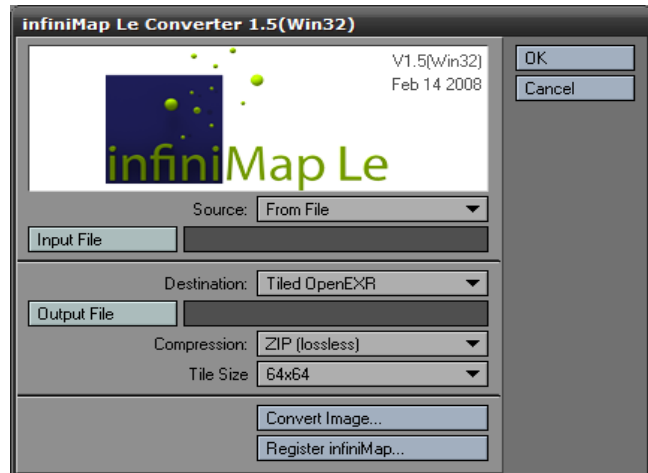 infiniMap Le Converter 1.5(Win32)
V1.5(Win32)
Feb 14 2008
infiniMap Le
OK
Cancel
Source: From File
Input File
Destination: Tiled OpenEXR
Output File
Compression: ZIP (lossless)
Tile Size 64x64
Convert Image...
Register infiniMap...